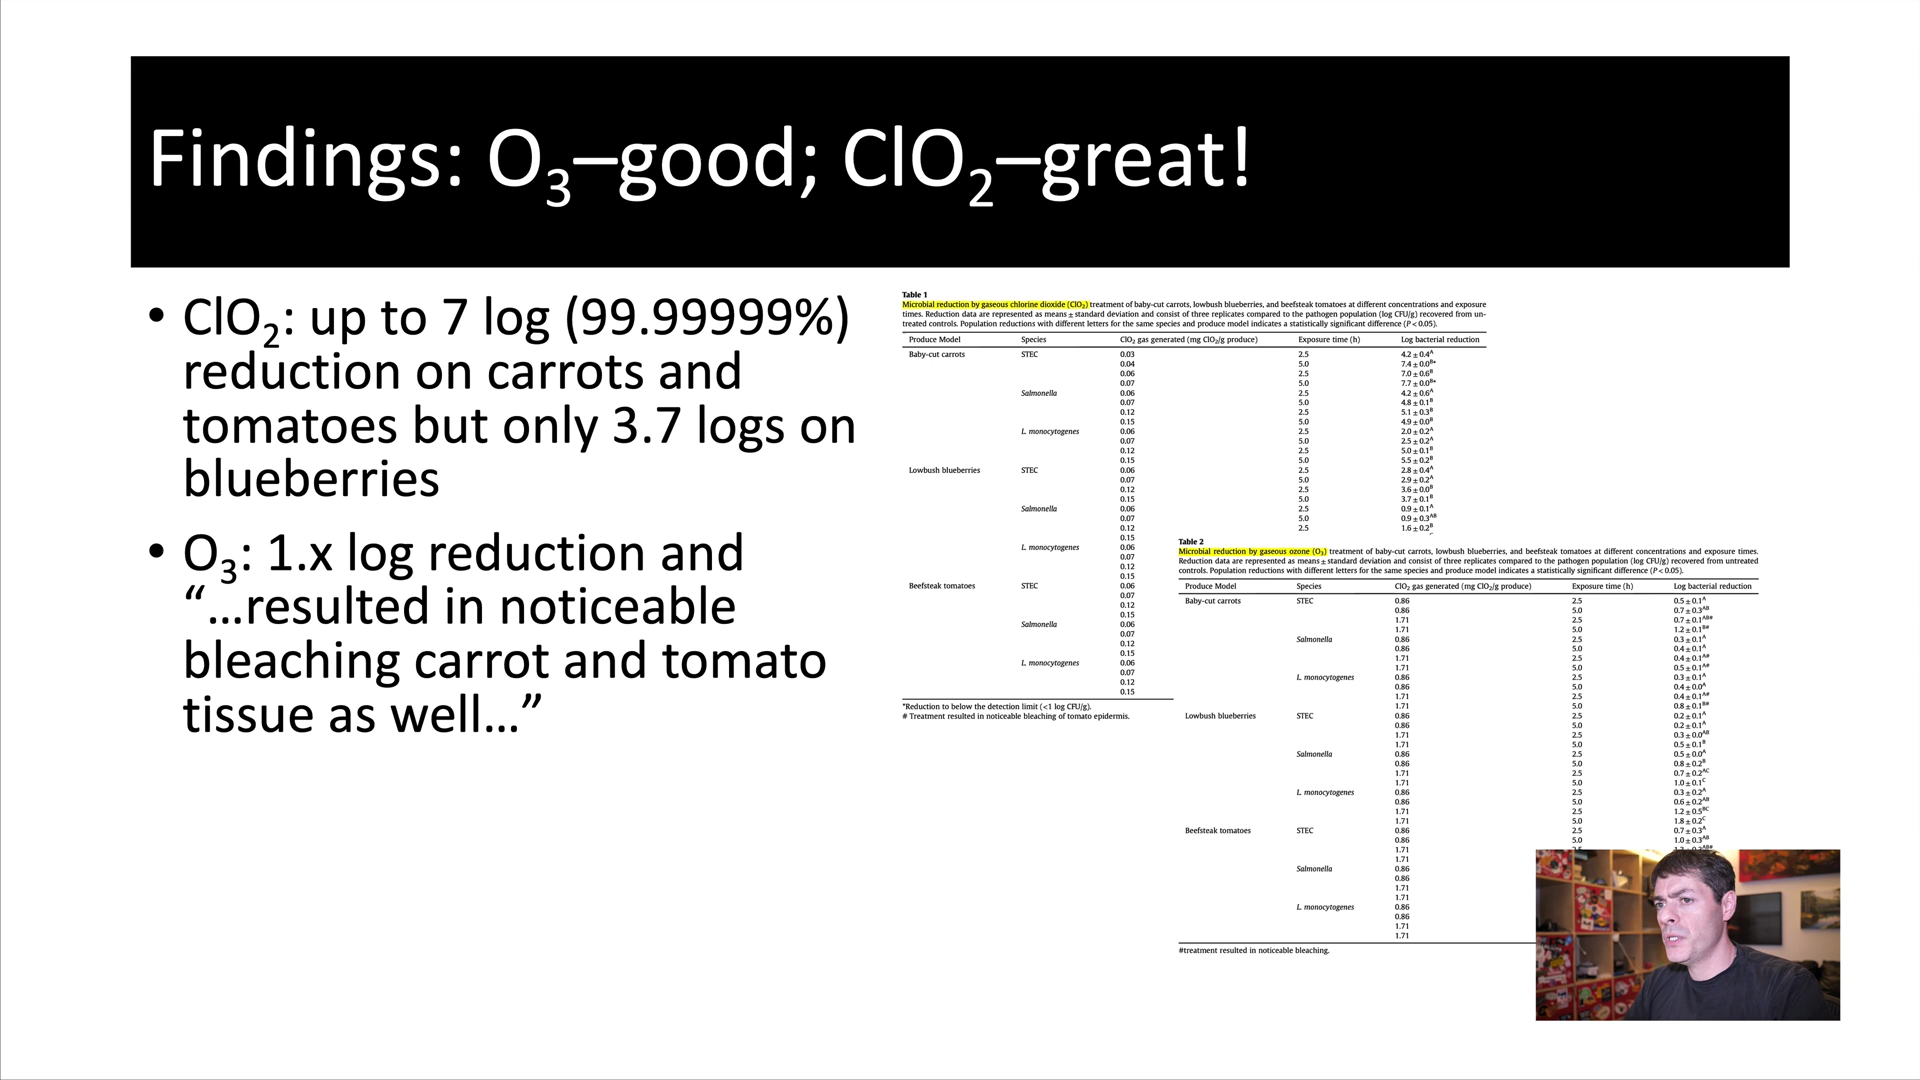 Findings: O₃–good; ClO₂–great!
• ClO₂: up to 7 log (99.99999%)
reduction on carrots and
tomatoes but only 3.7 logs on
blueberries
• O₃: 1.x log reduction and
“…resulted in noticeable
bleaching carrot and tomato
tissue as well…”
Table 1
Microbial reduction by gaseous chlorine dioxide (ClO₂) treatment of baby-cut carrots, lowbush blueberries, and beefsteak tomatoes at different concentrations and exposure
times. Reduction data are represented as means ± standard deviation and consist of three replicates compared to the pathogen population (log CFU/g) recovered from un-
treated controls. Population reductions with different letters for the same species and produce model indicates a statistically significant difference (P < 0.05).
Produce Model Species ClO₂ gas generated (mg ClO₂/g produce) Exposure time (h) Log bacterial reduction
Baby-cut carrots STEC 0.03 2.5 4.2 ± 0.4ᴬ
0.04 5.0 7.4 ± 0.0ᴮ*
0.06 2.5 7.0 ± 0.6ᴮ
0.07 5.0 7.7 ± 0.0ᴮ*
Salmonella 0.06 2.5 4.2 ± 0.6ᴬ
0.07 5.0 4.8 ± 0.1ᴮ
0.12 2.5 5.1 ± 0.3ᴮ
0.15 5.0 4.9 ± 0.0ᴮ
L. monocytogenes 0.06 2.5 2.0 ± 0.2ᴬ
0.07 5.0 2.5 ± 0.2ᴬ
0.12 2.5 5.0 ± 0.1ᴮ
0.15 5.0 5.5 ± 0.2ᴮ
Lowbush blueberries STEC 0.06 2.5 2.8 ± 0.4ᴬ
0.07 5.0 2.9 ± 0.2ᴬ
0.12 2.5 3.6 ± 0.0ᴮ
0.15 5.0 3.7 ± 0.1ᴮ
Salmonella 0.06 2.5 0.9 ± 0.1ᴬ
0.07 5.0 0.9 ± 0.3ᴬᴮ
0.12 2.5 1.6 ± 0.2ᴮ
0.15
L. monocytogenes 0.06
0.07
0.12
0.15
Beefsteak tomatoes STEC 0.06
0.07
0.12
0.15
Salmonella 0.06
0.07
0.12
0.15
L. monocytogenes 0.06
0.07
0.12
0.15
*Reduction to below the detection limit (<1 log CFU/g).
# Treatment resulted in noticeable bleaching of tomato epidermis.
Table 2
Microbial reduction by gaseous ozone (O₃) treatment of baby-cut carrots, lowbush blueberries, and beefsteak tomatoes at different concentrations and exposure times.
Reduction data are represented as means ± standard deviation and consist of three replicates compared to the pathogen population (log CFU/g) recovered from untreated
controls. Population reductions with different letters for the same species and produce model indicates a statistically significant difference (P < 0.05).
Produce Model Species ClO₂ gas generated (mg ClO₂/g produce) Exposure time (h) Log bacterial reduction
Baby-cut carrots STEC 0.86 2.5 0.5 ± 0.1ᴬ
0.86 5.0 0.7 ± 0.3ᴬᴮ
1.71 2.5 0.7 ± 0.1ᴬᴮ#
1.71 5.0 1.2 ± 0.1ᴮ#
Salmonella 0.86 2.5 0.3 ± 0.1ᴬ
0.86 5.0 0.4 ± 0.1ᴬ
1.71 2.5 0.4 ± 0.1ᴬ#
1.71 5.0 0.5 ± 0.1ᴬ#
L. monocytogenes 0.86 2.5 0.3 ± 0.1ᴬ
0.86 5.0 0.4 ± 0.0ᴬ
1.71 2.5 0.4 ± 0.1ᴬ#
1.71 5.0 0.8 ± 0.1ᴮ#
Lowbush blueberries STEC 0.86 2.5 0.2 ± 0.1ᴬ
0.86 5.0 0.2 ± 0.1ᴬ
1.71 2.5 0.3 ± 0.0ᴬᴮ
1.71 5.0 0.5 ± 0.1ᴮ
Salmonella 0.86 2.5 0.5 ± 0.0ᴬ
0.86 5.0 0.8 ± 0.2ᴮ
1.71 2.5 0.7 ± 0.2ᴬC
1.71 5.0 1.0 ± 0.1C
L. monocytogenes 0.86 2.5 0.3 ± 0.2ᴬ
0.86 5.0 0.6 ± 0.2ᴬᴮ
1.71 2.5 1.2 ± 0.5ᴮC
1.71 5.0 1.8 ± 0.2C
Beefsteak tomatoes STEC 0.86 2.5 0.7 ± 0.3ᴬ
0.86 5.0 1.0 ± 0.3ᴬᴮ
1.71
1.71
Salmonella 0.86
0.86
1.71
1.71
L. monocytogenes 0.86
0.86
1.71
1.71
#treatment resulted in noticeable bleaching.